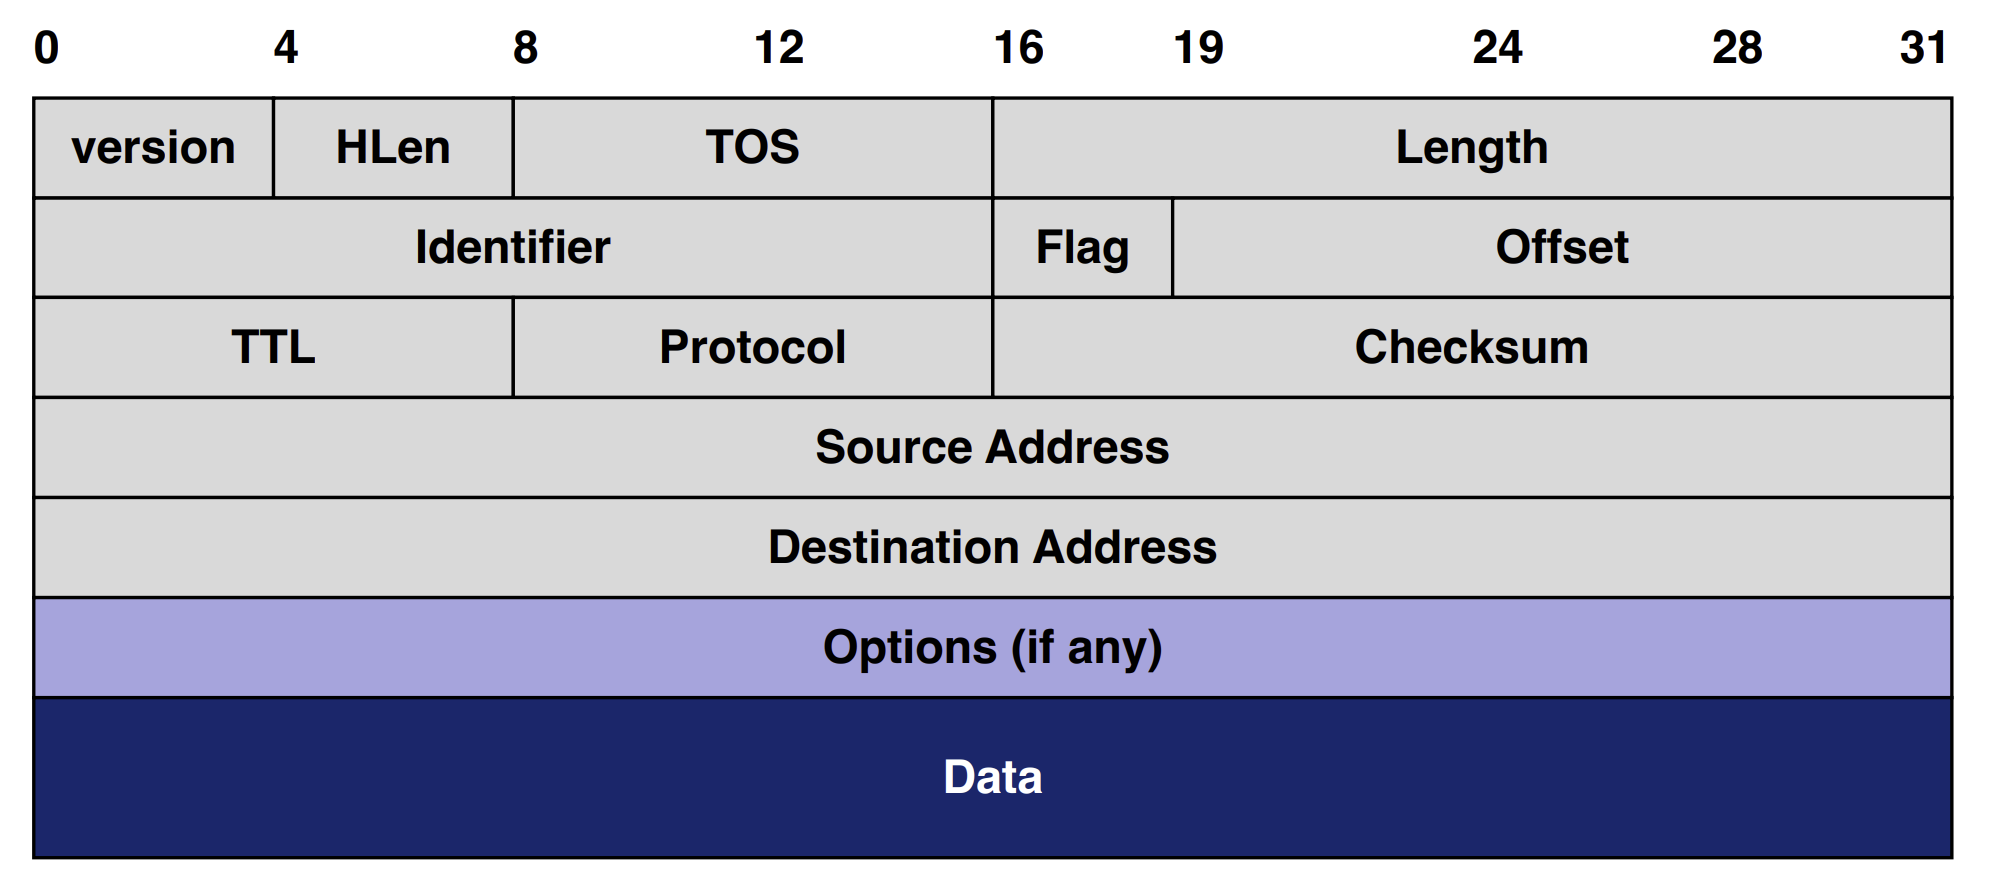 0 4 8 12 16 19 24 28 31
version HLen TOS Length
Identifier Flag Offset
TTL Protocol Checksum
Source Address
Destination Address
Options (if any)
Data